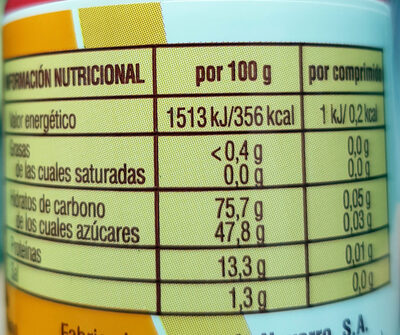 INFORMACIÓN NUTRICIONAL por 100 g por comprimido
Valor energético 1513 kJ/356 kcal 1 kJ/ 0,2 kcal
Grasas <0,4 g 0,0 g
de las cuales saturadas 0,0 g 0,0 g
Hidratos de carbono 75,7 g 0,05 g
de los cuales azúcares 47,8 g 0,03 g
Proteínas 13,3 g 0,01 g
Sal 1,3 g 0,0 g
S.A.